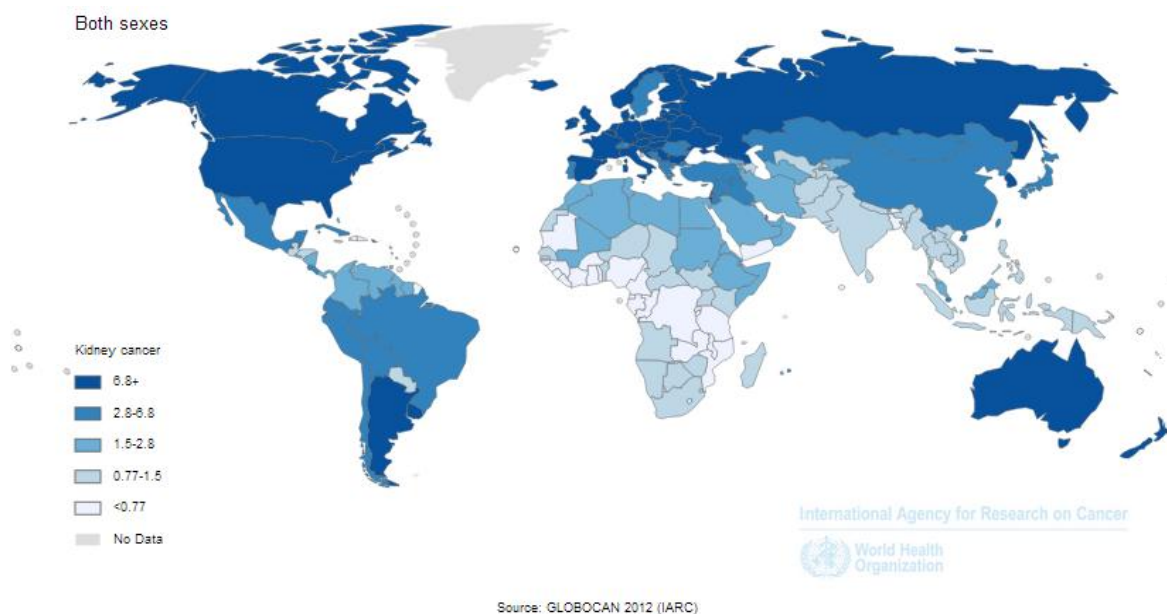 Both sexes
Kidney cancer
6.8+
2.8-6.8
1.5-2.8
0.77-1.5
<0.77
No Data
International Agency for Research on Cancer
World Health
Organization
Source: GLOBOCAN 2012 (IARC)